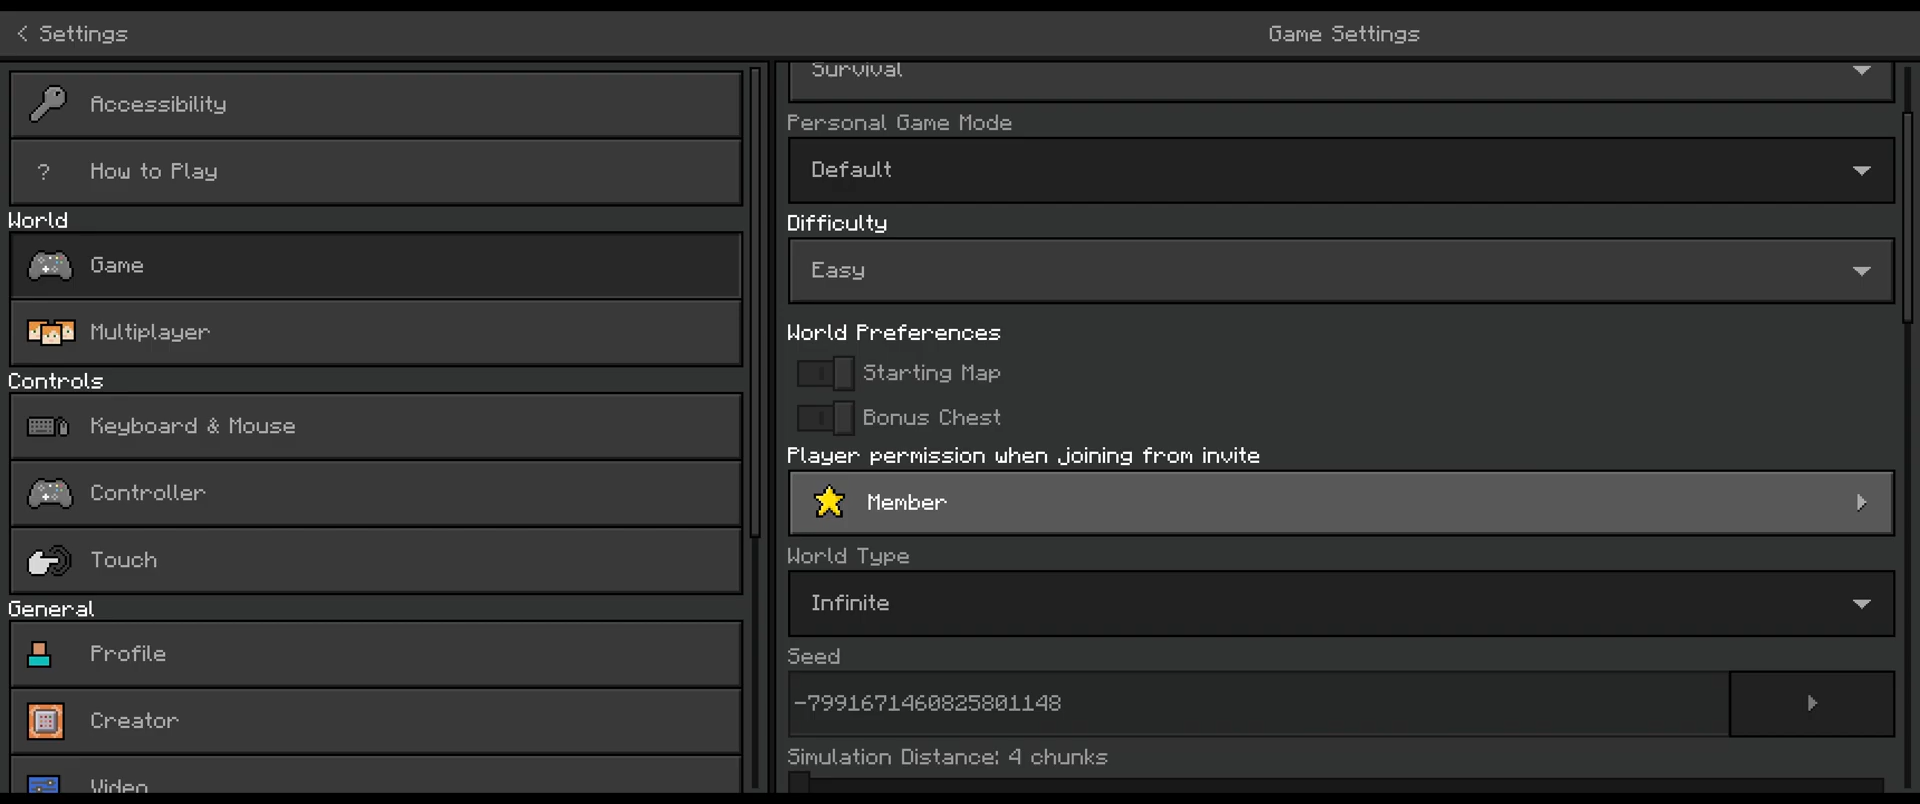 Settings
Game Settings
Accessibility
How to Play
World
Game
Multiplayer
Controls
Keyboard & Mouse
Controller
Touch
General
Profile
Creator
Video
Survival
Personal Game Mode
Default
Difficulty
Easy
World Preferences
Starting Map
Bonus Chest
Player permission when joining from invite
Member
World Type
Infinite
Seed
-7991671460825801148
Simulation Distance: 4 chunks